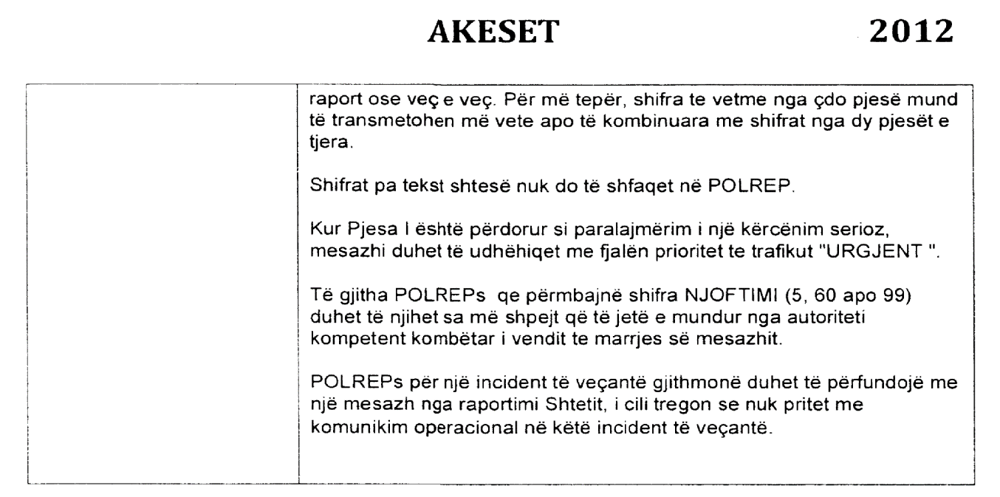 AKESET 2012
raport ose veç e veç. Për më tepër, shifra te vetme nga çdo pjesë mund
të transmetohen më vete apo të kombinuara me shifrat nga dy pjesët e
tjera.
Shifrat pa tekst shtesë nuk do të shfaqet në POLREP.
Kur Pjesa I është përdorur si paralajmërim i një kërcënim serioz,
mesazhi duhet të udhëhiqet me fjalën prioritet te trafikut "URGJENT ".
Të gjitha POLREPs qe përmbajnë shifra NJOFTIMI (5, 60 apo 99)
duhet të njihet sa më shpejt që të jetë e mundur nga autoriteti
kompetent kombëtar i vendit te marrjes së mesazhit.
POLREPs për një incident të veçantë gjithmonë duhet të përfundojë me
një mesazh nga raportimi Shtetit, i cili tregon se nuk pritet me
komunikim operacional në këtë incident të veçantë.